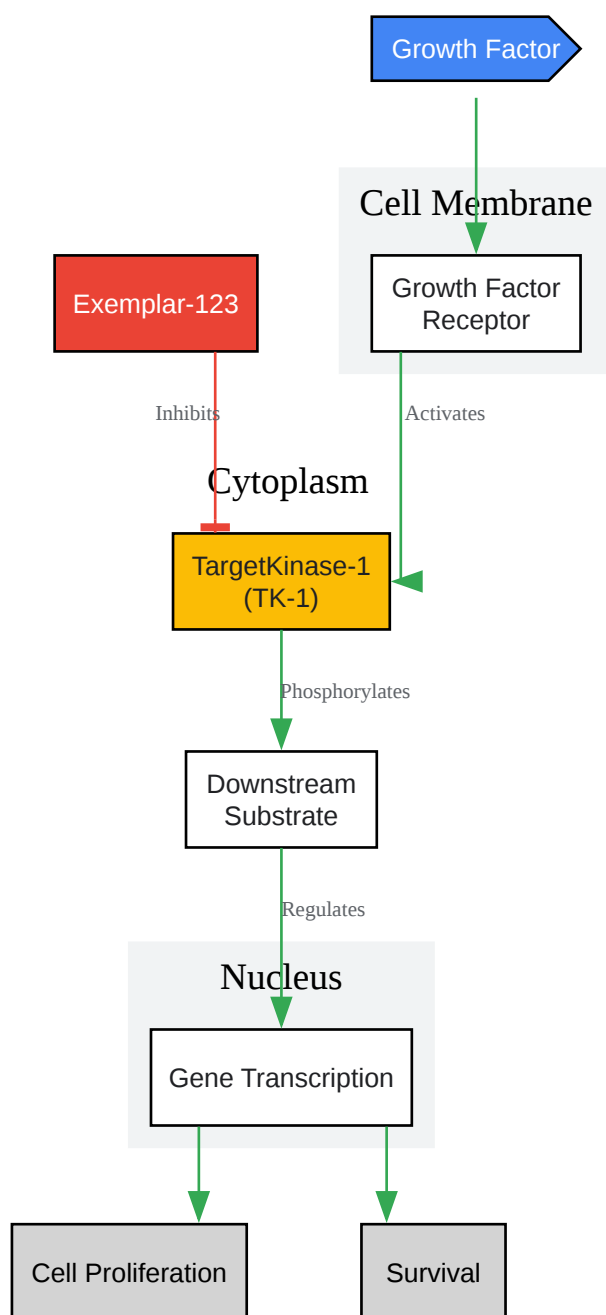 Growth Factor
Cell Membrane
Exemplar-123
Growth Factor
Receptor
Inhibits
Activates
Cytoplasm
TargetKinase-1
(TK-1)
Phosphorylates
Downstream
Substrate
Regulates
Nucleus
Gene Transcription
Cell Proliferation
Survival